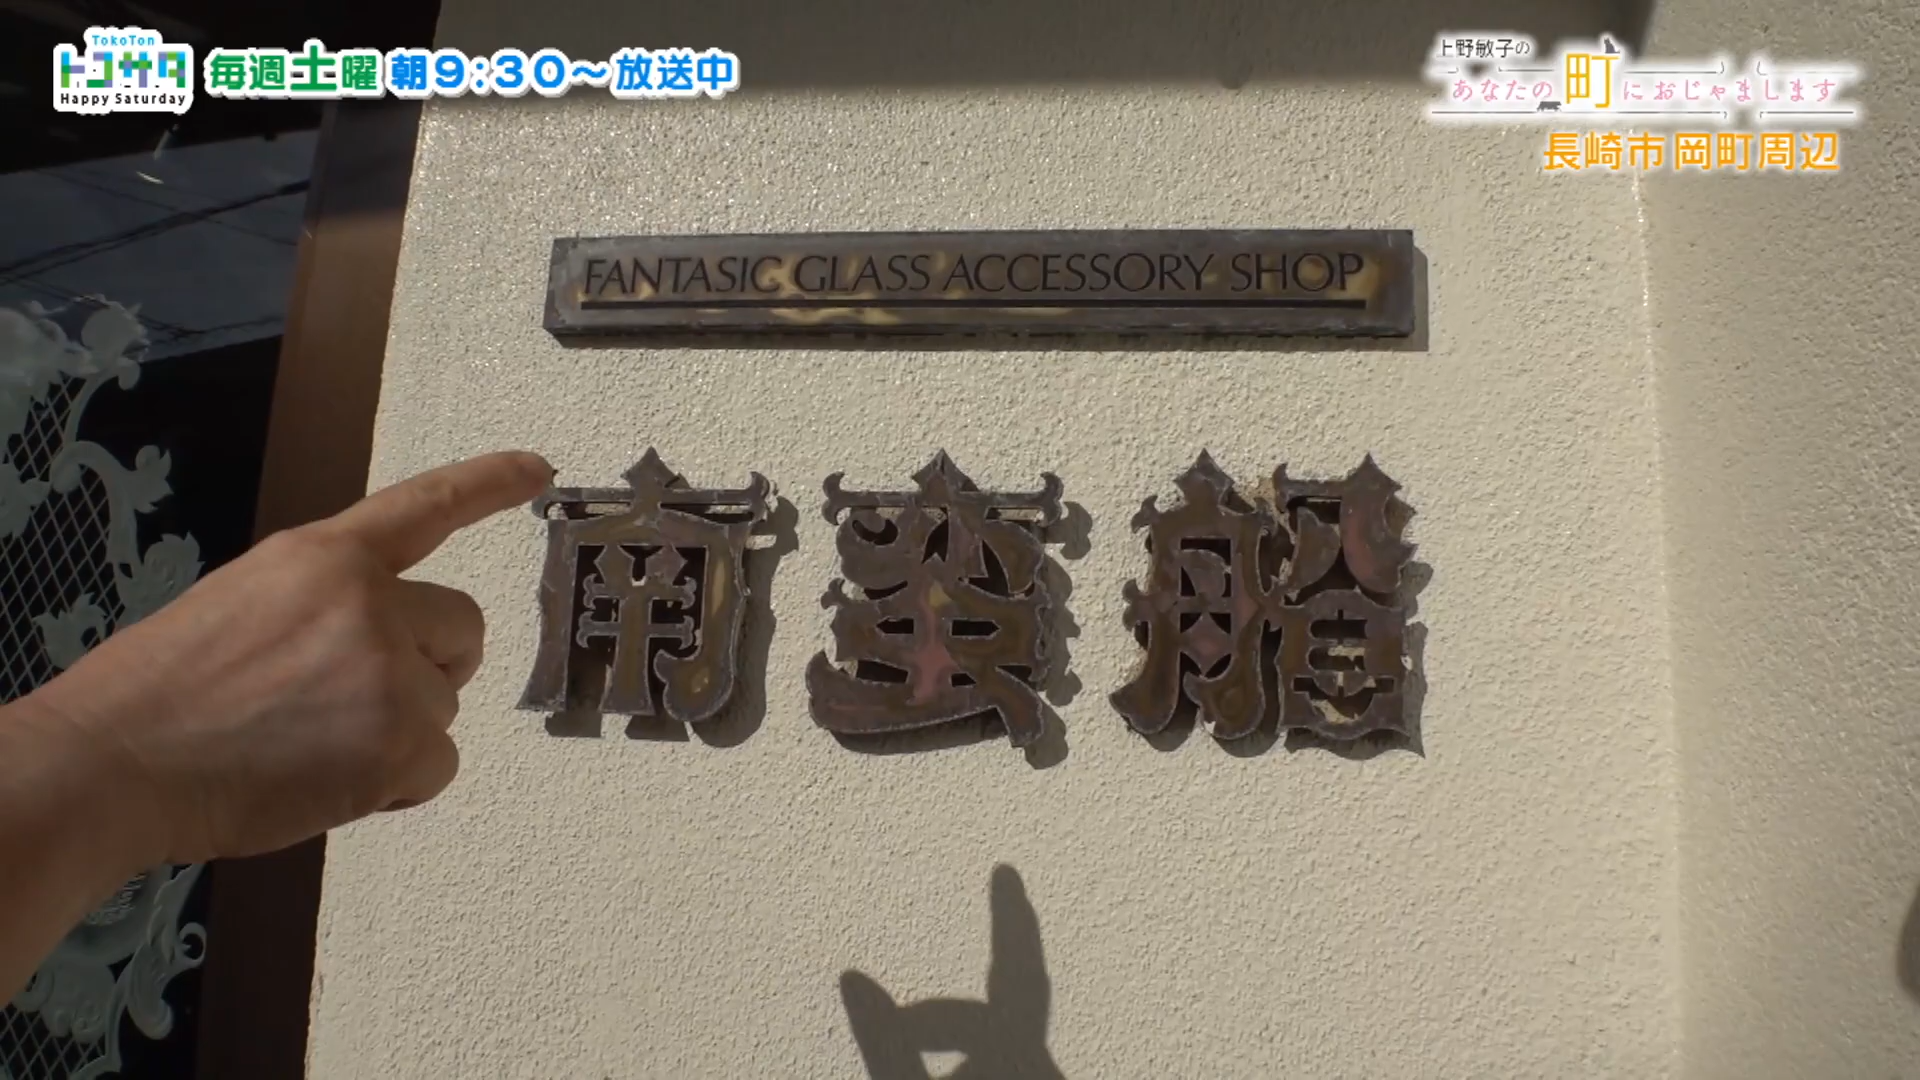 TokoTon
トコサタ
Happy Saturday
毎週土曜 朝9:30～放送中
上野敏子の
あなたの町におじゃまします
長崎市 岡町周辺
FANTASIC GLASS ACCESSORY SHOP
南蛮船